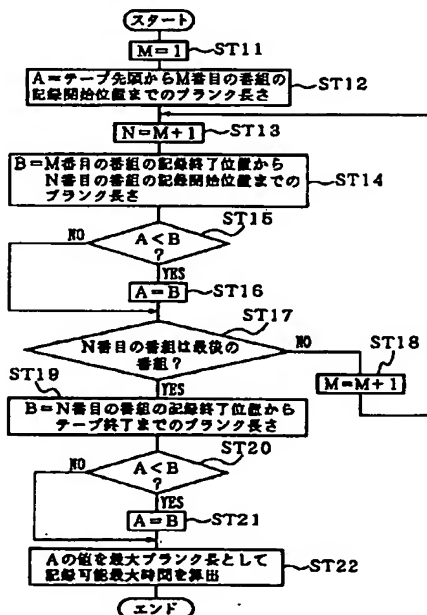 スタート
M=1
ST11
A=テープ先頭からM番目の番組の
記録開始位置までのブランク長さ
ST12
N=M+1
ST13
B=M番目の番組の記録終了位置から
N番目の番組の記録開始位置までの
ブランク長さ
ST14
A<B
?
ST15
NO
YES
A=B
ST16
N番目の番組は最後の
番組?
ST17
NO
ST18
M=M+1
YES
ST19
B=N番目の番組の記録終了位置から
テープ終了までのブランク長さ
A<B
?
ST20
NO
YES
A=B
ST21
Aの値を最大ブランク長として
記録可能最大時間を算出
ST22
エンド